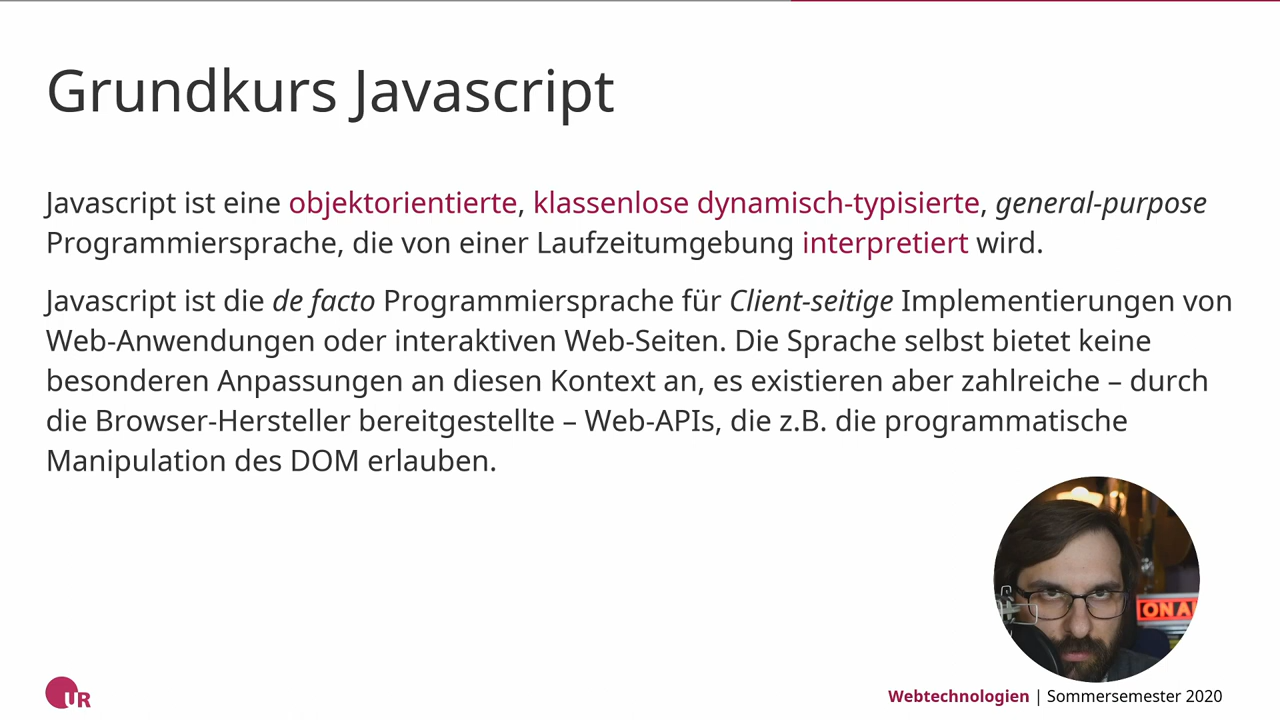 Grundkurs Javascript
Javascript ist eine objektorientierte, klassenlose dynamisch-typisierte, general-purpose
Programmiersprache, die von einer Laufzeitumgebung interpretiert wird.
Javascript ist die de facto Programmiersprache für Client-seitige Implementierungen von
Web-Anwendungen oder interaktiven Web-Seiten. Die Sprache selbst bietet keine
besonderen Anpassungen an diesen Kontext an, es existieren aber zahlreiche – durch
die Browser-Hersteller bereitgestellte – Web-APIs, die z.B. die programmatische
Manipulation des DOM erlauben.
ON A
UR
Webtechnologien | Sommersemester 2020